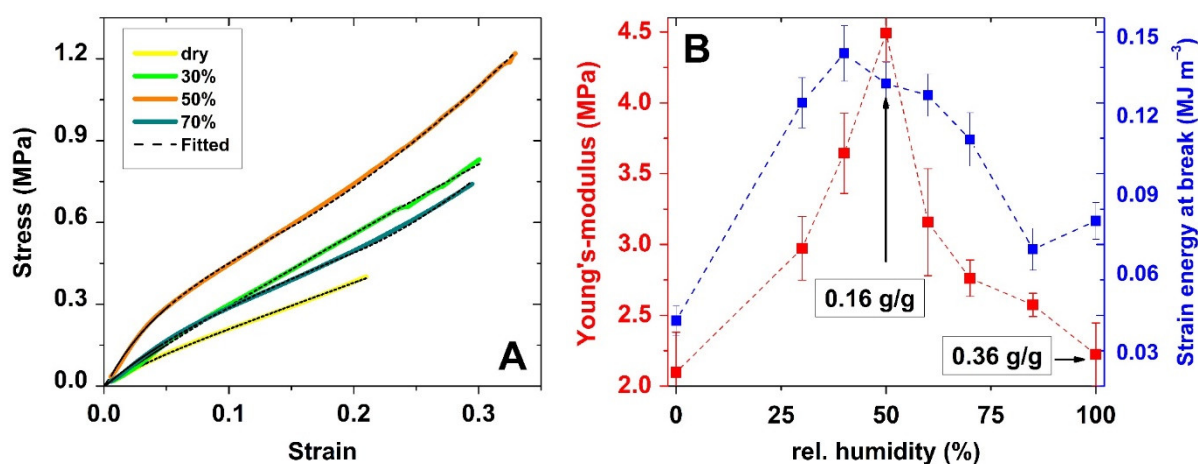 Stress (MPa)
1.2
0.9
0.6
0.3
0.0
dry
30%
50%
70%
Fitted
A
0.0
0.1
0.2
0.3
Strain
Young's-modulus (MPa)
4.5
4.0
3.5
3.0
2.5
2.0
B
0.16 g/g
0.36 g/g
0
25
50
75
100
rel. humidity (%)
0.15
0.12
0.09
0.06
0.03
Strain energy at break (MJ m⁻³)